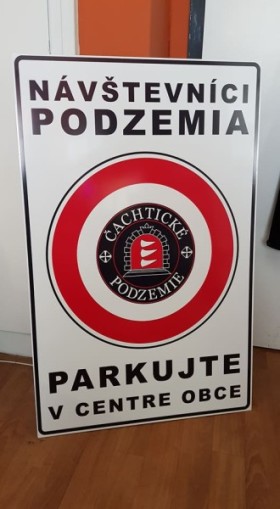 NÁVŠTEVNÍCI
PODZEMIA
ČACHTICKÉ
PODZEMIE
PARKUJTE
V CENTRE OBCE